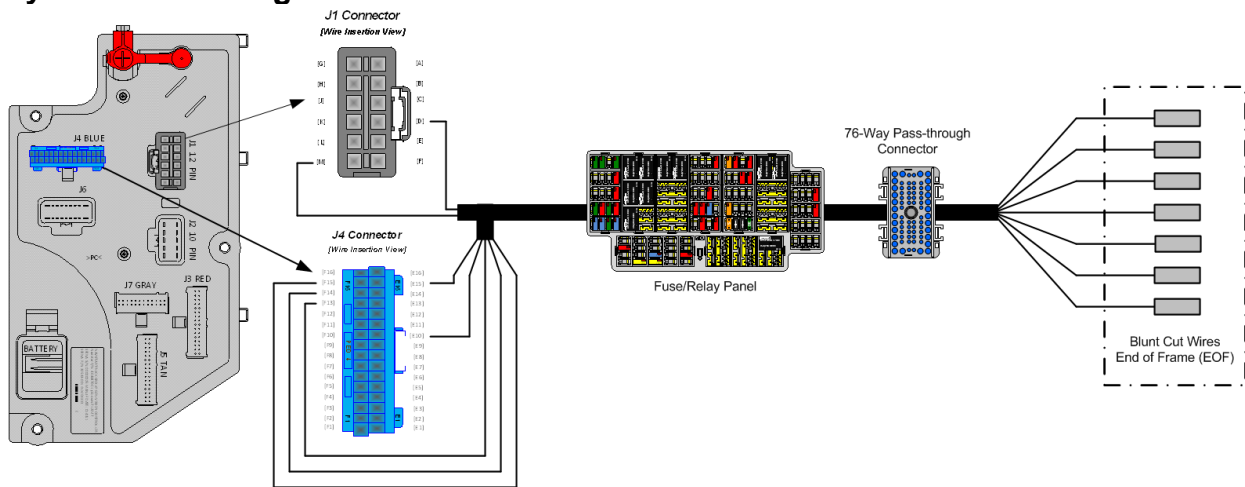 J1 Connector
[Wire Insertion View]
[G]
[H]
[J]
[K]
[L]
[M]
[A]
[B]
[C]
[D]
[E]
[F]
J4 BLUE
J1 12 PIN
J6
J2 10 PIN
>PC<
J7 GRAY
J3 RED
BATTERY
J5 TAN
J4 Connector
[Wire Insertion View]
[F16]
[F15]
[F14]
[F13]
[F12]
[F11]
[F10]
[F9]
[F8]
[F7]
[F6]
[F5]
[F4]
[F3]
[F2]
[F1]
[E16]
[E15]
[E14]
[E13]
[E12]
[E11]
[E10]
[E9]
[E8]
[E7]
[E6]
[E5]
[E4]
[E3]
[E2]
[E1]
Fuse/Relay Panel
76-Way Pass-through
Connector
Blunt Cut Wires
End of Frame (EOF)